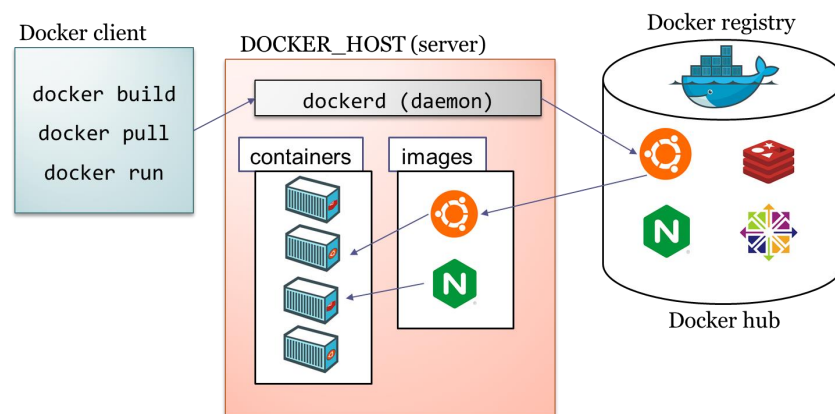 Docker client
docker build
docker pull
docker run
DOCKER_HOST (server)
dockerd (daemon)
containers
images
N
Docker registry
N
Docker hub